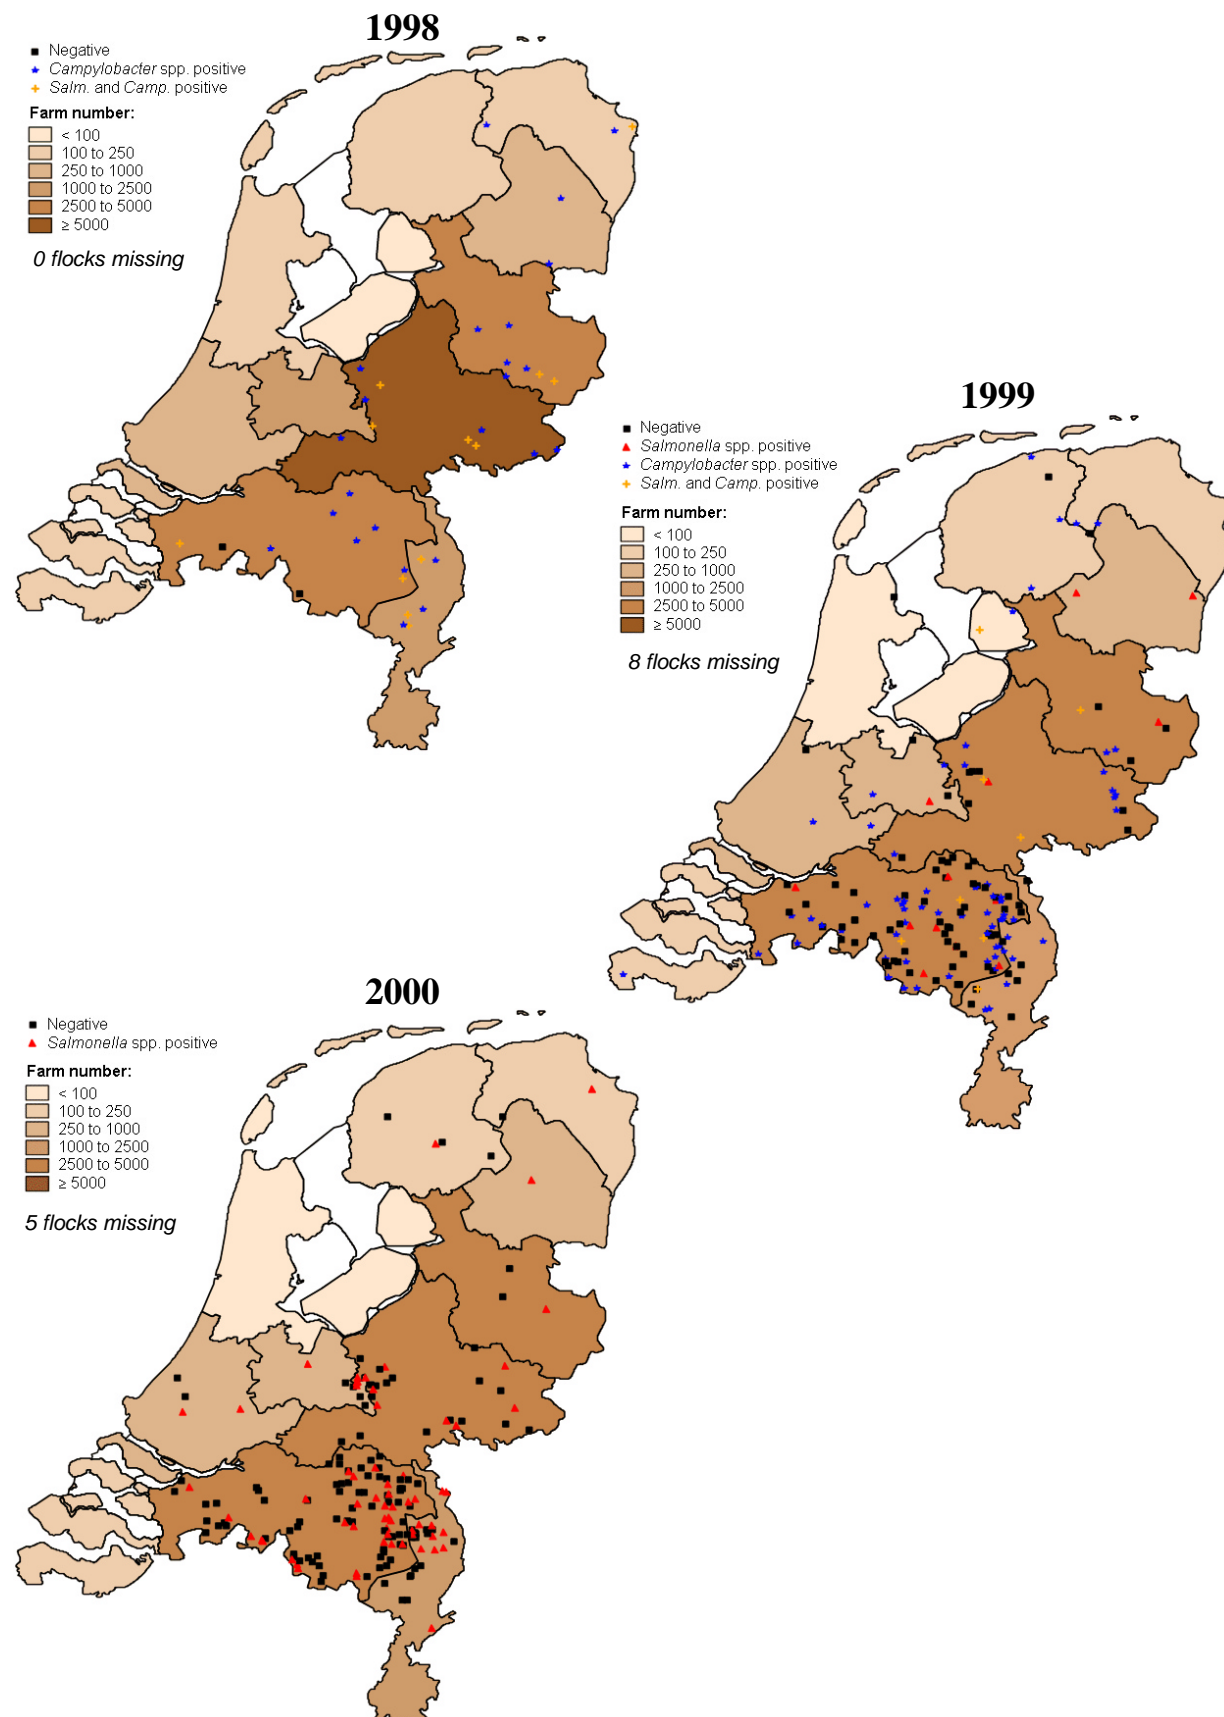 1998
Negative
Campylobacter spp. positive
Salm. and Camp. positive
Farm number:
< 100
100 to 250
250 to 1000
1000 to 2500
2500 to 5000
≥ 5000
0 flocks missing
1999
Negative
Salmonella spp. positive
Campylobacter spp. positive
Salm. and Camp. positive
Farm number:
< 100
100 to 250
250 to 1000
1000 to 2500
2500 to 5000
≥ 5000
8 flocks missing
2000
Negative
Salmonella spp. positive
Farm number:
< 100
100 to 250
250 to 1000
1000 to 2500
2500 to 5000
≥ 5000
5 flocks missing